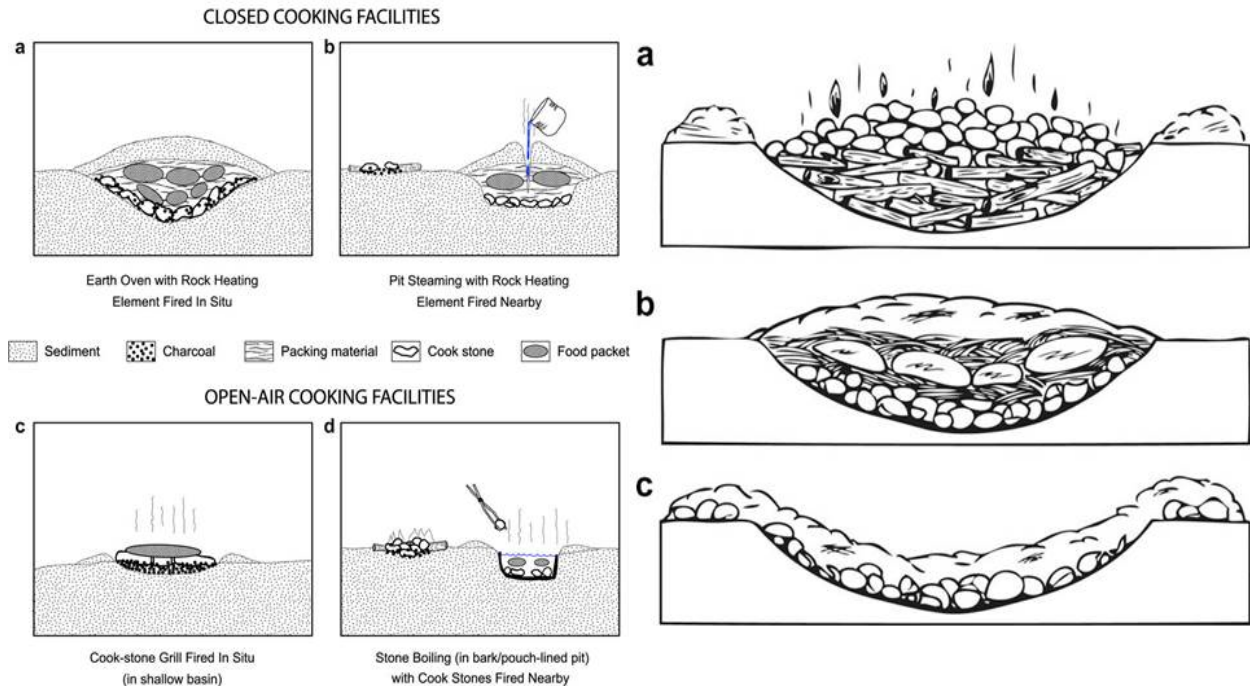 CLOSED COOKING FACILITIES
a
b
Earth Oven with Rock Heating
Element Fired In Situ
Pit Steaming with Rock Heating
Element Fired Nearby
Sediment
Charcoal
Packing material
Cook stone
Food packet
OPEN-AIR COOKING FACILITIES
c
d
Cook-stone Grill Fired In Situ
(in shallow basin)
Stone Boiling (in bark/pouch-lined pit)
with Cook Stones Fired Nearby
a
b
c